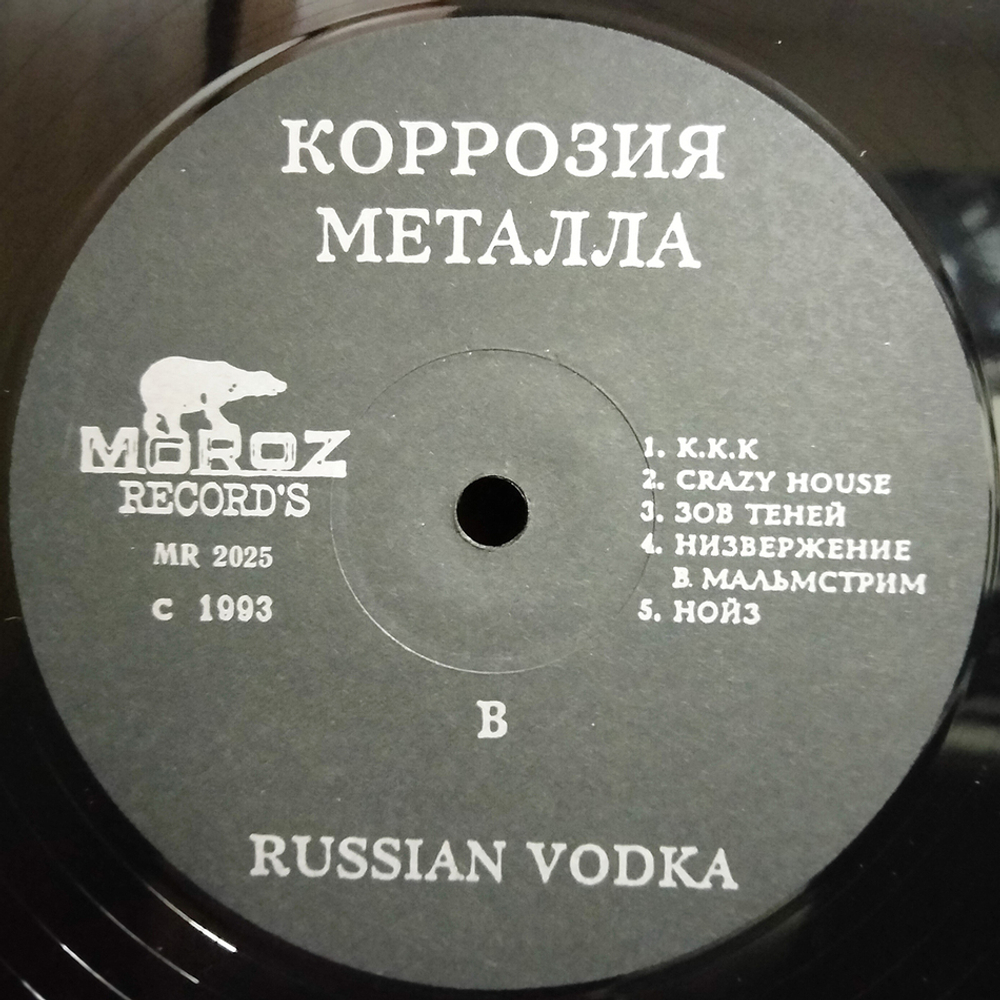 КОРРОЗИЯ
МЕТАЛЛА
MOROZ
RECORD'S
MR 2025
С 1993
1. К.К.К
2. CRAZY HOUSE
3. ЗОВ ТЕНЕЙ
4. НИЗВЕРЖЕНИЕ
В. МАЛЬМСТРИМ
5. НОЙЗ
В
RUSSIAN VODKA